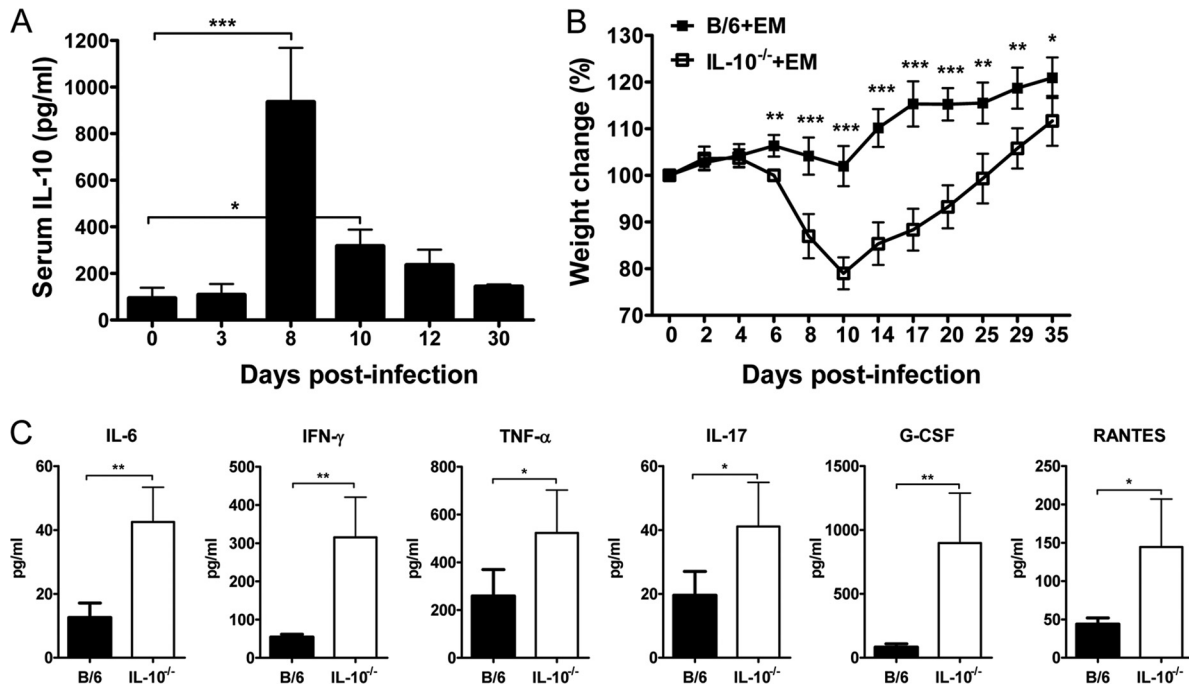 A
Serum IL-10 (pg/ml)
1200
1000
800
600
400
200
0
***
*
0 3 8 10 12 30
Days post-infection
B
B/6+EM
IL-10-/-+EM
Weight change (%)
130
120
110
100
90
80
70
** *** *** *** *** *** ** ** *
0 2 4 6 8 10 14 17 20 25 29 35
Days post-infection
C
IL-6
pg/ml
60
40
20
0
**
B/6 IL-10-/-
IFN-γ
pg/ml
500
400
300
200
100
0
**
B/6 IL-10-/-
TNF-α
pg/ml
800
600
400
200
0
*
B/6 IL-10-/-
IL-17
pg/ml
60
40
20
0
*
B/6 IL-10-/-
G-CSF
pg/ml
1500
1000
500
0
**
B/6 IL-10-/-
RANTES
pg/ml
250
200
150
100
50
0
*
B/6 IL-10-/-